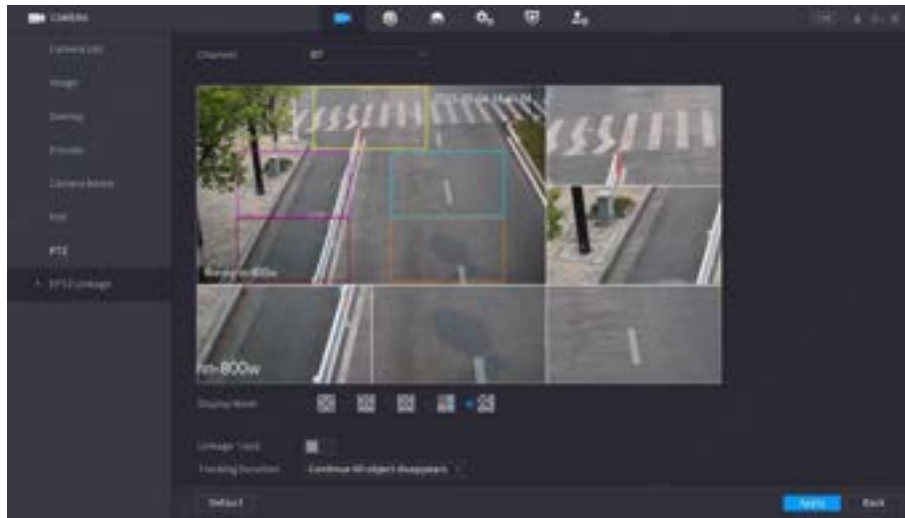 CAMERA
Camera List
Image
Overlay
Encode
Camera Name
PoE
PTZ
EPTZ Linkage
Channel
hn-800w
Display Mode
Linkage Track
Tracking Duration
Continue till object disappears
Default
Apply
Back